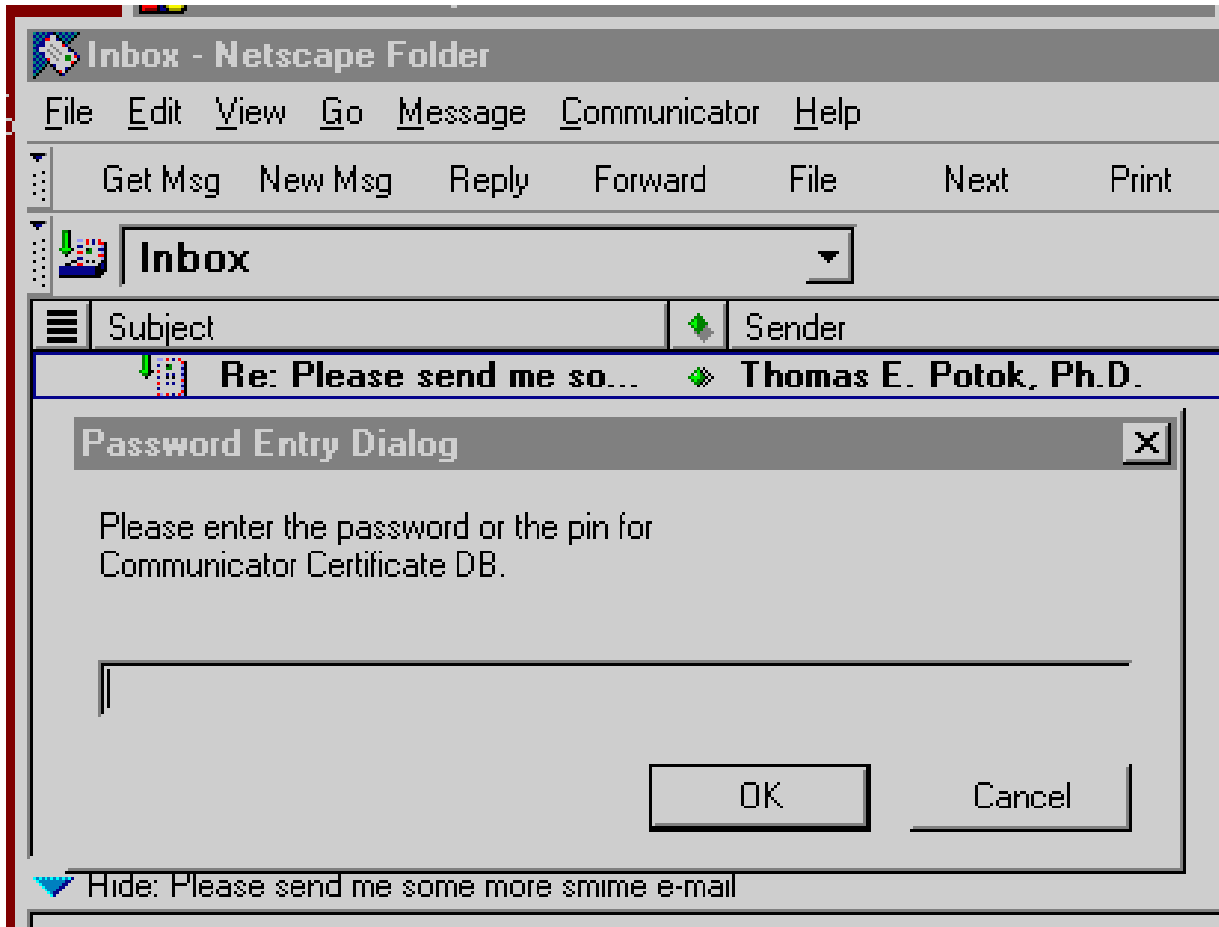 Inbox - Netscape Folder
File Edit View Go Message Communicator Help
Get Msg New Msg Reply Forward File Next Print
Inbox
Subject Sender
Re: Please send me so... Thomas E. Potok, Ph.D.
Password Entry Dialog
Please enter the password or the pin for
Communicator Certificate DB.
OK Cancel
Hide: Please send me some more smime e-mail